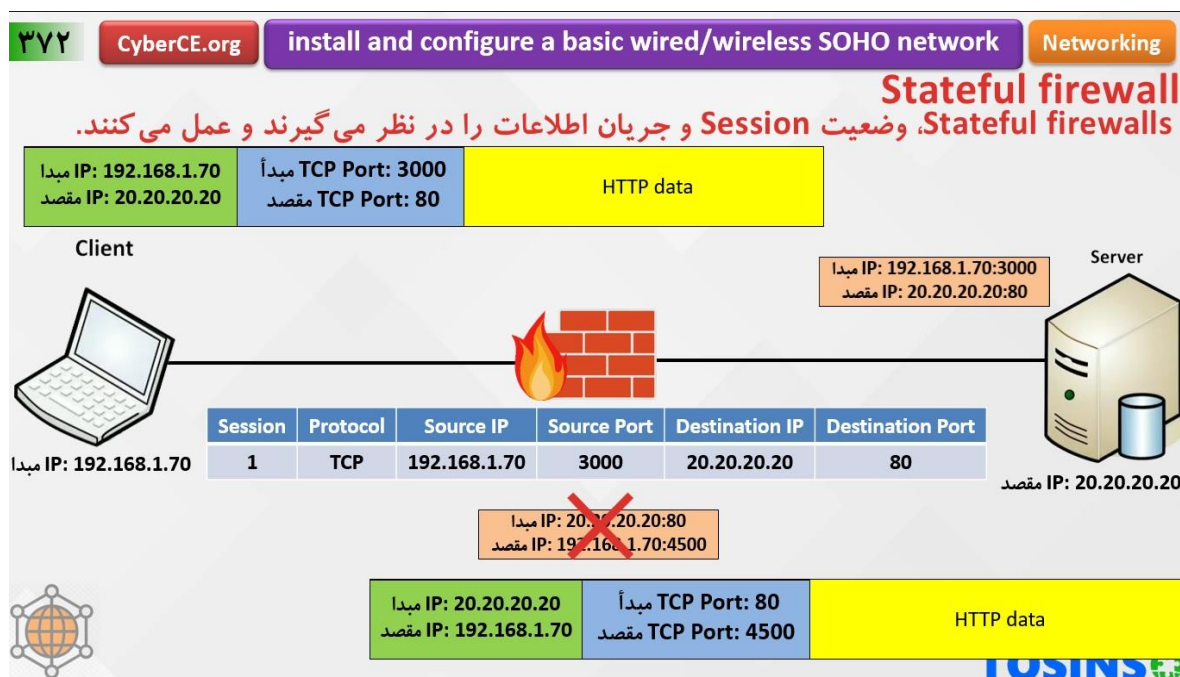 ۳۷۲
CyberCE.org
install and configure a basic wired/wireless SOHO network
Networking
Stateful firewall
Stateful firewalls، وضعیت Session و جریان اطلاعات را در نظر می‌گیرند و عمل می‌کنند.
مبدا IP: 192.168.1.70
مقصد IP: 20.20.20.20
مبدأ TCP Port: 3000
مقصد TCP Port: 80
HTTP data
Client
Server
مبدا IP: 192.168.1.70:3000
مقصد IP: 20.20.20.20:80
Session Protocol Source IP Source Port Destination IP Destination Port
1 TCP 192.168.1.70 3000 20.20.20.20 80
مبدا IP: 192.168.1.70
مقصد IP: 20.20.20.20
مبدا IP: 20.20.20.20:80
مقصد IP: 192.168.1.70:4500
مبدا IP: 20.20.20.20
مقصد IP: 192.168.1.70
مبدأ TCP Port: 80
مقصد TCP Port: 4500
HTTP data